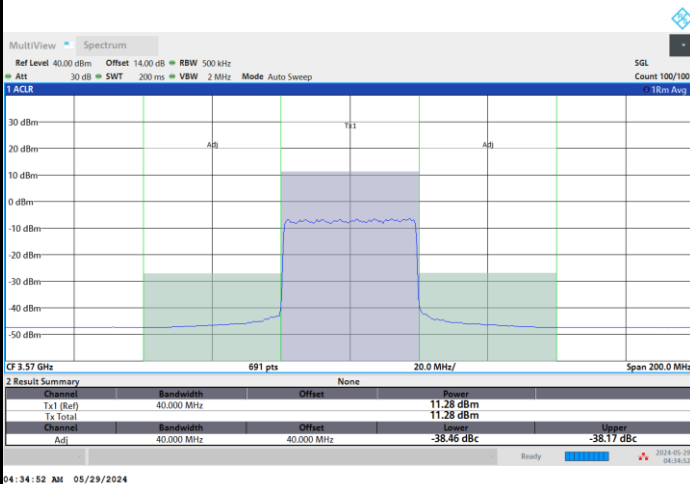 MultiView Spectrum
Ref Level 40.00 dBm Offset 14.00 dB RBW 500 kHz SGL
Att 30 dB SWT 200 ms VBW 2 MHz Mode Auto Sweep Count 100/100
1 ACLR 1Rm Avg
30 dBm
Tx1
20 dBm
Adj Adj
10 dBm
0 dBm
-10 dBm
-20 dBm
-30 dBm
-40 dBm
-50 dBm
CF 3.57 GHz 691 pts 20.0 MHz/ Span 200.0 MHz
2 Result Summary None
Channel Bandwidth Offset Power
Tx1 (Ref) 40.000 MHz 11.28 dBm
Tx Total 11.28 dBm
Channel Bandwidth Offset Lower Upper
Adj 40.000 MHz 40.000 MHz -38.46 dBc -38.17 dBc
Ready 2024-05-29
04:34:52
04:34:52 AM 05/29/2024